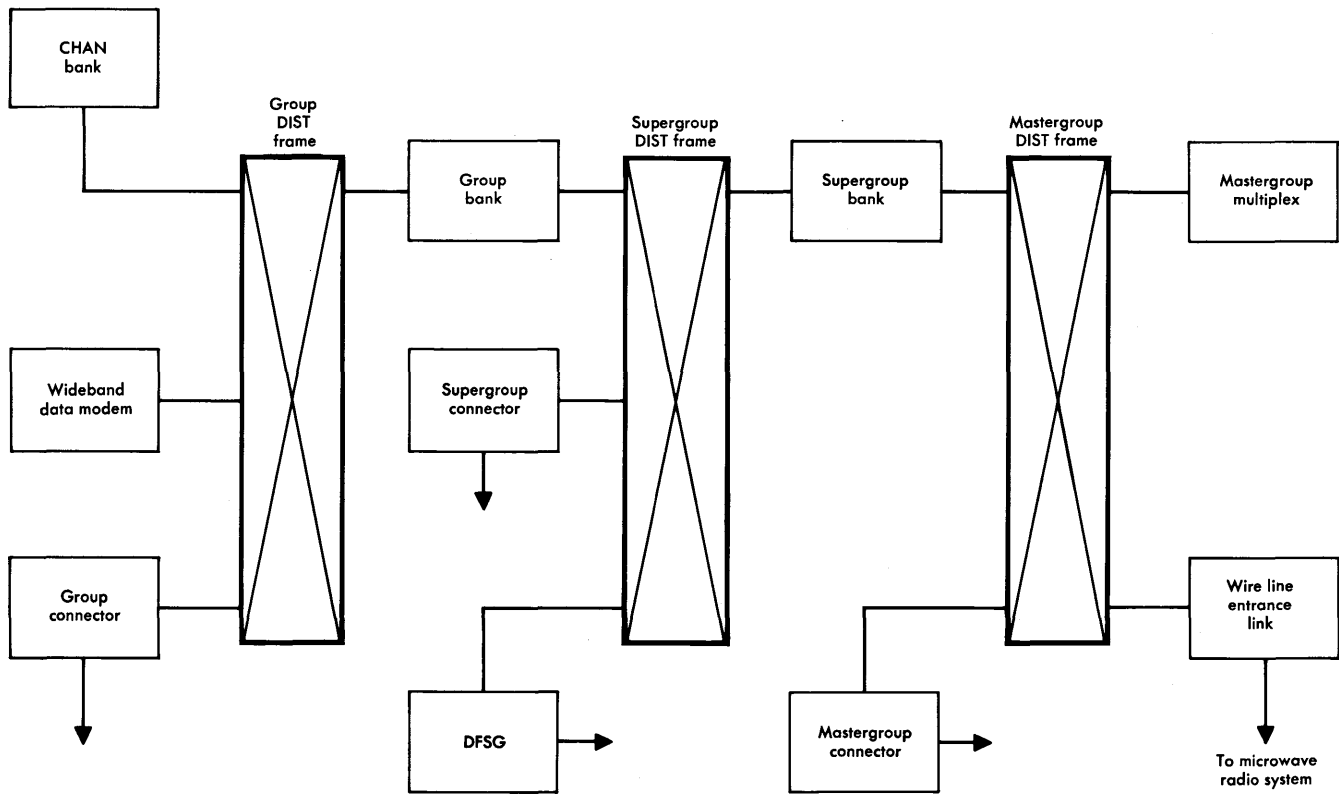 CHAN
bank
Group
DIST
frame
Supergroup
DIST frame
Mastergroup
DIST frame
Group
bank
Supergroup
bank
Mastergroup
multiplex
Wideband
data modem
Supergroup
connector
Group
connector
Wire line
entrance
link
DFSG
Mastergroup
connector
To microwave
radio system